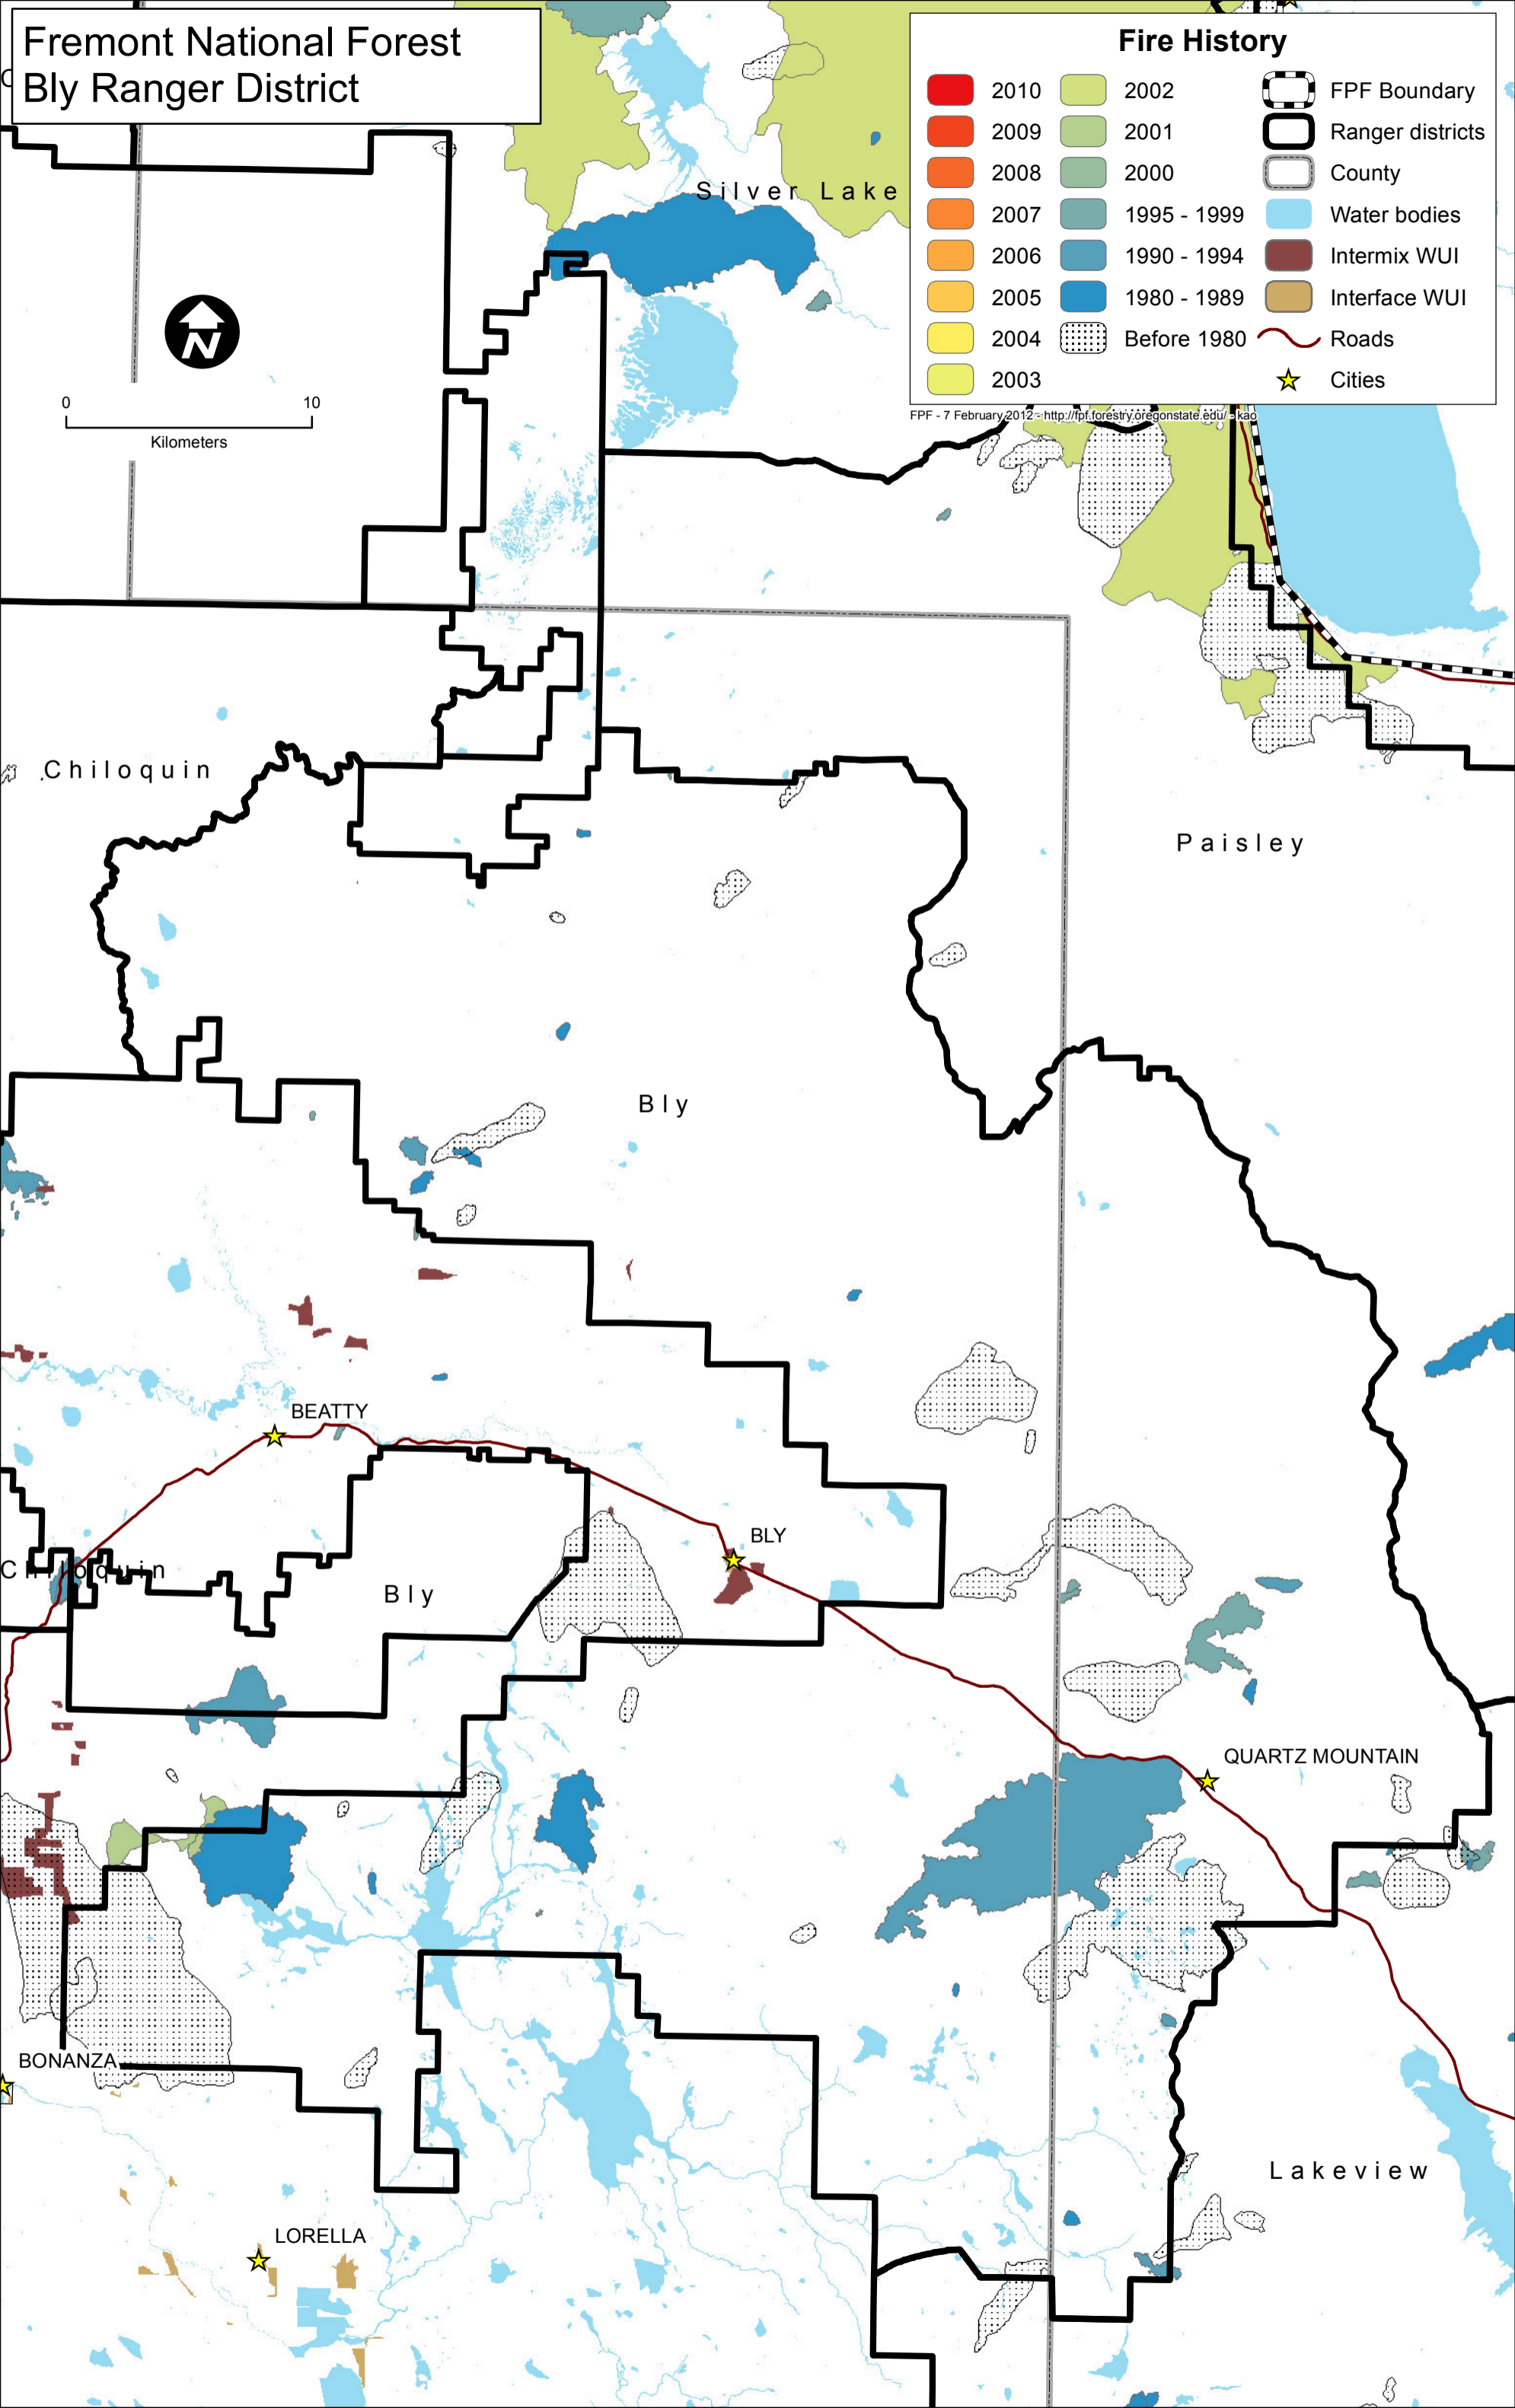 Fremont National Forest
Bly Ranger District
Fire History
2010
2009
2008
2007
2006
2005
2004
2003
2002
2001
2000
1995 - 1999
1990 - 1994
1980 - 1989
Before 1980
FPF Boundary
Ranger districts
County
Water bodies
Intermix WUI
Interface WUI
Roads
Cities
FPF - 7 February 2012 - http://fpf.forestry.oregonstate.edu/ - kao
Silver Lake
N
0 10
Kilometers
Chiloquin
Paisley
Bly
BEATTY
BLY
Chiloquin
Bly
QUARTZ MOUNTAIN
BONANZA
Lakeview
LORELLA